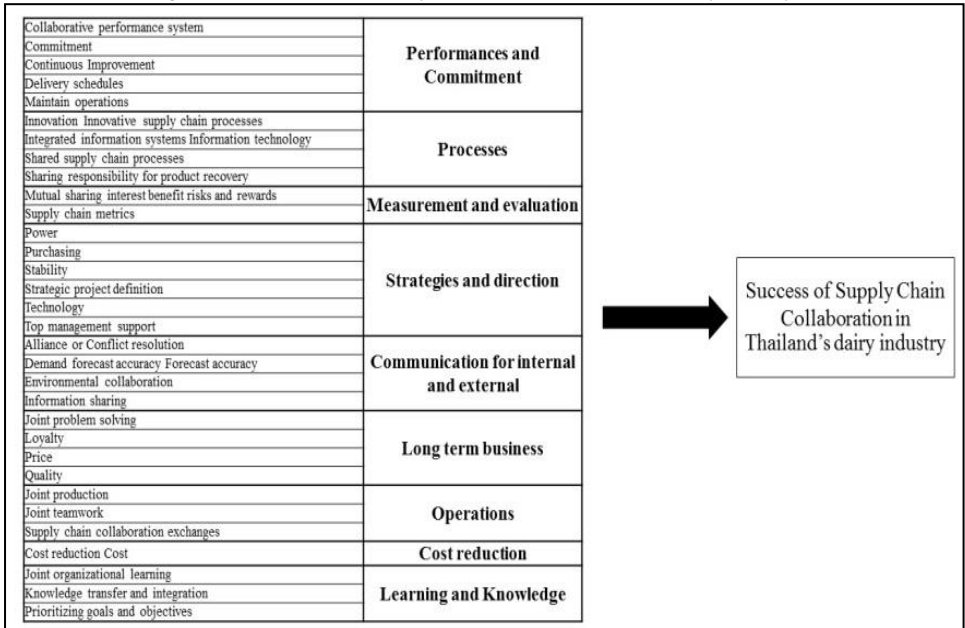 Collaborative performance system
Commitment
Continuous Improvement
Delivery schedules
Maintain operations
Performances and
Commitment
Innovation Innovative supply chain processes
Integrated information systems Information technology
Shared supply chain processes
Sharing responsibility for product recovery
Processes
Mutual sharing interest benefit risks and rewards
Supply chain metrics
Measurement and evaluation
Power
Purchasing
Stability
Strategic project definition
Technology
Top management support
Strategies and direction
Alliance or Conflict resolution
Demand forecast accuracy Forecast accuracy
Environmental collaboration
Information sharing
Communication for internal
and external
Joint problem solving
Loyalty
Price
Quality
Long term business
Joint production
Joint teamwork
Supply chain collaboration exchanges
Operations
Cost reduction Cost
Cost reduction
Joint organizational learning
Knowledge transfer and integration
Prioritizing goals and objectives
Learning and Knowledge
Success of Supply Chain
Collaboration in
Thailand's dairy industry